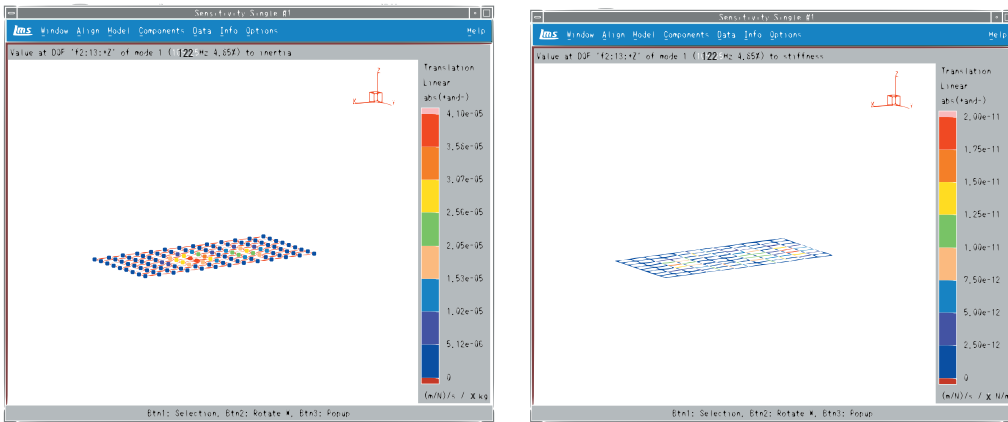 Sensitivity Single #1
lms Window Align Model Components Data Info Options Help
Value at DOF 'f2:13:+Z' of mode 1 ( 122 Hz 4.65%) to inertia
Z
X
Y
Translation
Linear
abs(+and-)
4.10e-05
3.58e-05
3.07e-05
2.56e-05
2.05e-05
1.53e-05
1.02e-05
5.12e-06
0
(m/N)/s / X kg
Btn1: Selection, Btn2: Rotate *, Btn3: Popup
Sensitivity Single #1
lms Window Align Model Components Data Info Options Help
Value at DOF 'f2:13:+Z' of mode 1 ( 122 Hz 4.65%) to stiffness
Z
X
Y
Translation
Linear
abs(+and-)
2.00e-11
1.75e-11
1.50e-11
1.25e-11
1.00e-11
7.50e-12
5.00e-12
2.50e-12
0
(m/N)/s / X N/m
Btn1: Selection, Btn2: Rotate *, Btn3: Popup